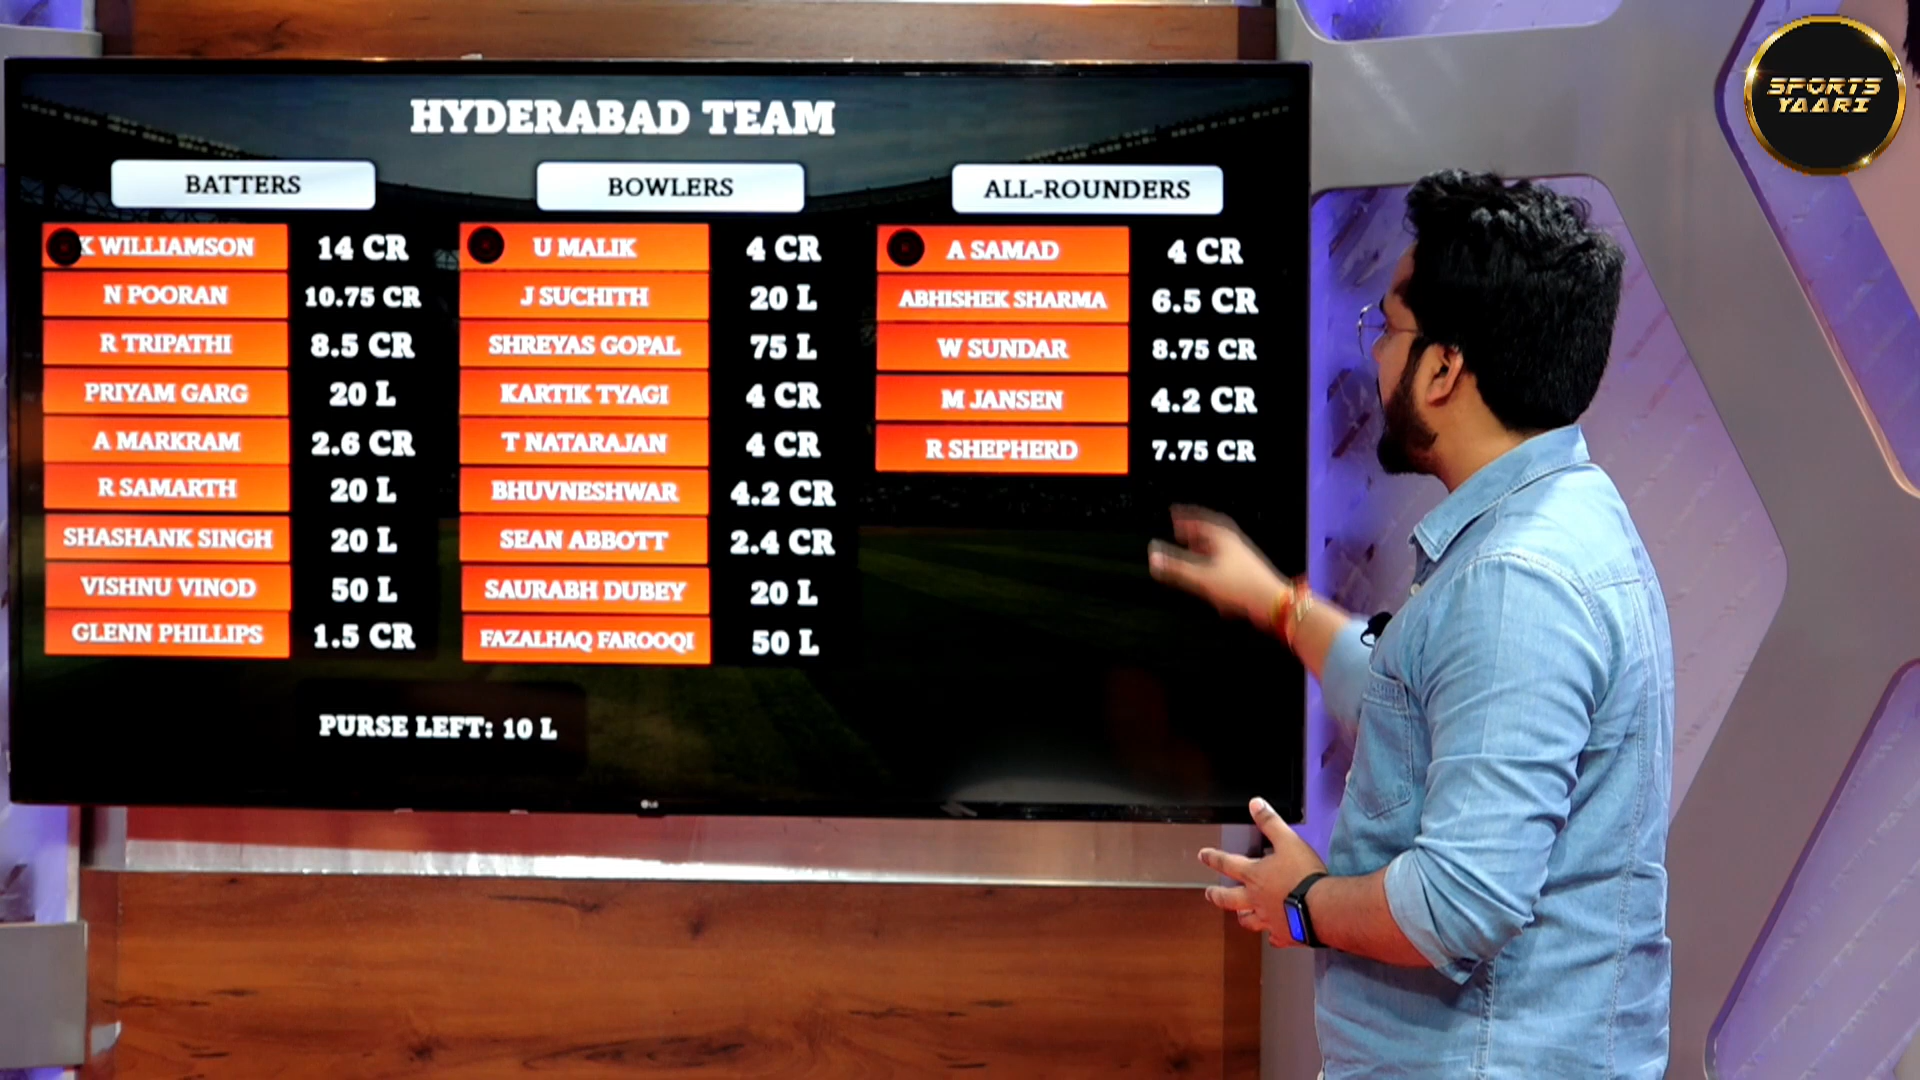 SPORTS
YAARI
HYDERABAD TEAM
BATTERS
K WILLIAMSON 14 CR
N POORAN 10.75 CR
R TRIPATHI 8.5 CR
PRIYAM GARG 20 L
A MARKRAM 2.6 CR
R SAMARTH 20 L
SHASHANK SINGH 20 L
VISHNU VINOD 50 L
GLENN PHILLIPS 1.5 CR
BOWLERS
U MALIK 4 CR
J SUCHITH 20 L
SHREYAS GOPAL 75 L
KARTIK TYAGI 4 CR
T NATARAJAN 4 CR
BHUVNESHWAR 4.2 CR
SEAN ABBOTT 2.4 CR
SAURABH DUBEY 20 L
FAZALHAQ FAROOQI 50 L
ALL-ROUNDERS
A SAMAD 4 CR
ABHISHEK SHARMA 6.5 CR
W SUNDAR 8.75 CR
M JANSEN 4.2 CR
R SHEPHERD 7.75 CR
PURSE LEFT: 10 L
LG